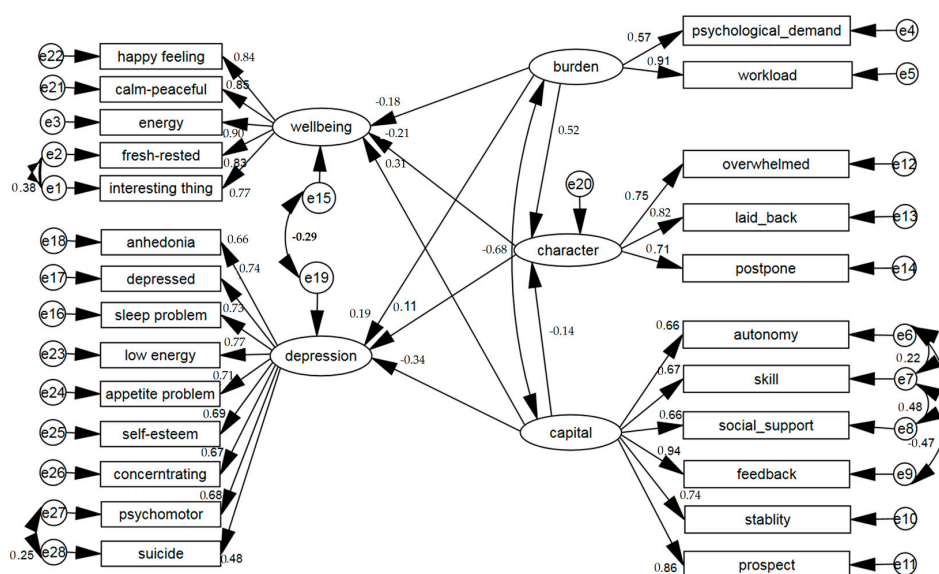 e22 happy feeling 0.84
e21 calm-peaceful 0.85
e3 energy 0.90
e2 fresh-rested 0.83
e1 interesting thing 0.77
0.38
wellbeing
e15
-0.29
e19
e18 anhedonia 0.66
e17 depressed 0.74
e16 sleep problem 0.73
e23 low energy 0.77
e24 appetite problem 0.71
e25 self-esteem 0.69
e26 concerntrating 0.67
e27 psychomotor 0.68
e28 suicide 0.48
0.25
depression
-0.18
-0.21
0.31
0.52
-0.68
0.19
0.11
-0.14
-0.34
burden
0.57 psychological_demand e4
0.91 workload e5
e20
character
0.75 overwhelmed e12
0.82 laid_back e13
0.71 postpone e14
capital
0.66 autonomy e6
0.67 skill e7
0.66 social_support e8
0.94 feedback e9
0.74 stablity e10
0.86 prospect e11
0.22
0.48
-0.47